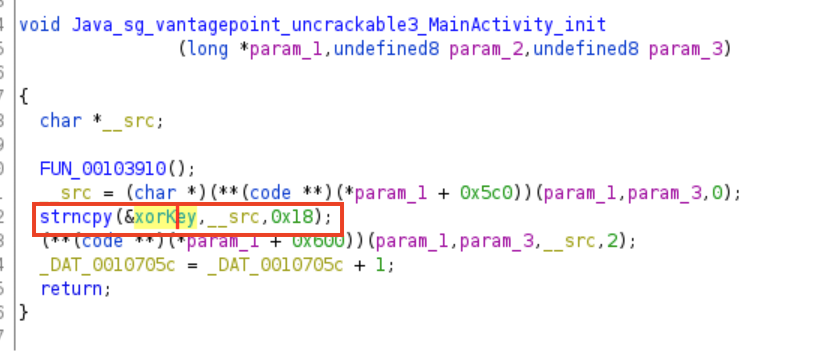 void Java_sg_vantagepoint_uncrackable3_MainActivity_init
(long *param_1,undefined8 param_2,undefined8 param_3)
{
char *__src;
FUN_00103910();
src = (char *)(**(code **)(*param_1 + 0x5c0))(param_1,param_3,0);
strncpy(&xorKey,__src,0x18);
(**(code **)(*param_1 + 0x600))(param_1,param_3,__src,2);
_DAT_0010705c = _DAT_0010705c + 1;
return;
}